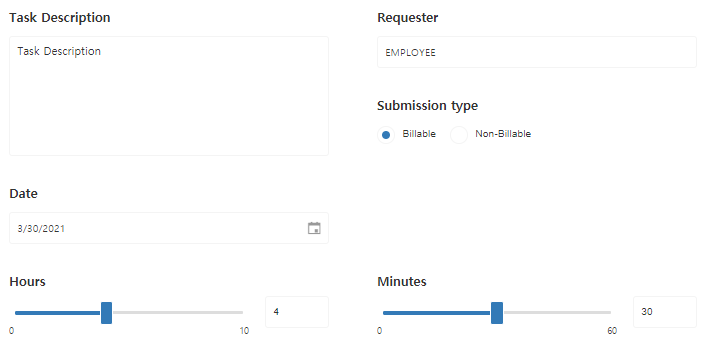 Task Description
Task Description
Requester
EMPLOYEE
Submission type
Billable Non-Billable
Date
3/30/2021
Hours
4
0 10
Minutes
30
0 60